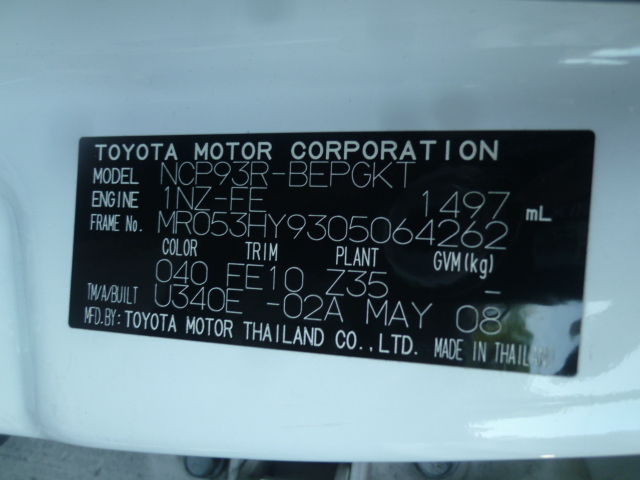 TOYOTA MOTOR CORPORATION
MODEL NCP93R-BEPGKT
ENGINE 1NZ-FE 1497 mL
FRAME No. MR053HY9305064262
COLOR TRIM PLANT GVM(kg)
040 FE10 Z35 -
TM/A/BUILT U340E -02A MAY 08
MFD.BY: TOYOTA MOTOR THAILAND CO.,LTD. MADE IN THAILAND